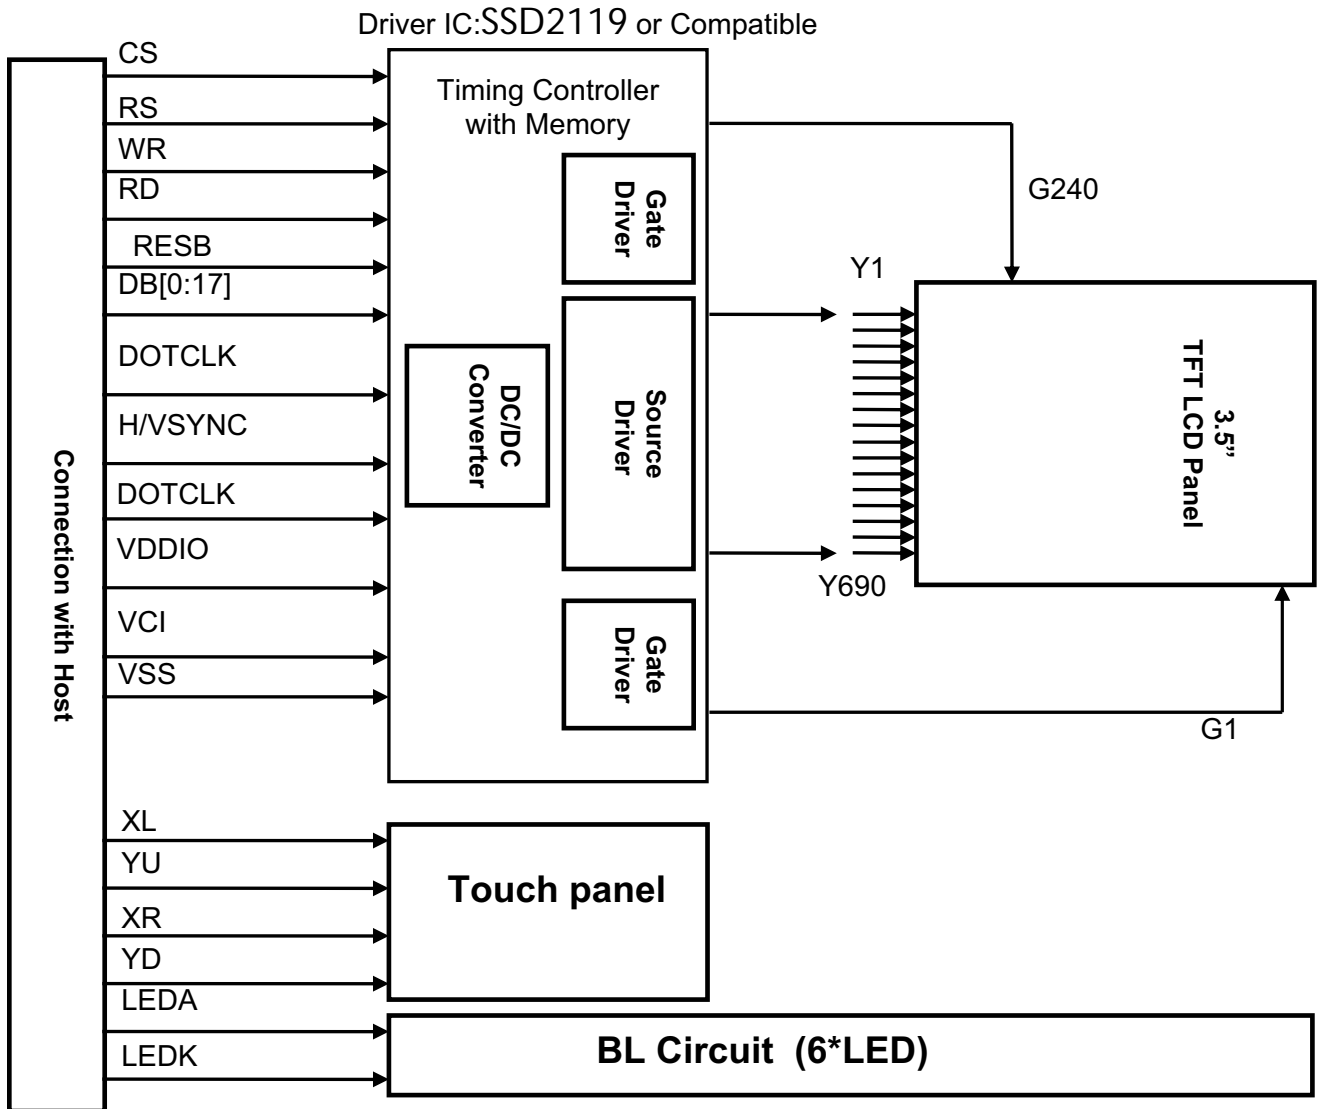 Driver IC:SSD2119 or Compatible
CS
RS
WR
RD
RESB
DB[0:17]
DOTCLK
H/VSYNC
DOTCLK
VDDIO
VCI
VSS
Connection with Host
Timing Controller
with Memory
Gate
Driver
DC/DC
Converter
Source
Driver
Gate
Driver
G240
Y1
Y690
3.5”
TFT LCD Panel
G1
XL
YU
XR
YD
LEDA
LEDK
Touch panel
BL Circuit (6*LED)